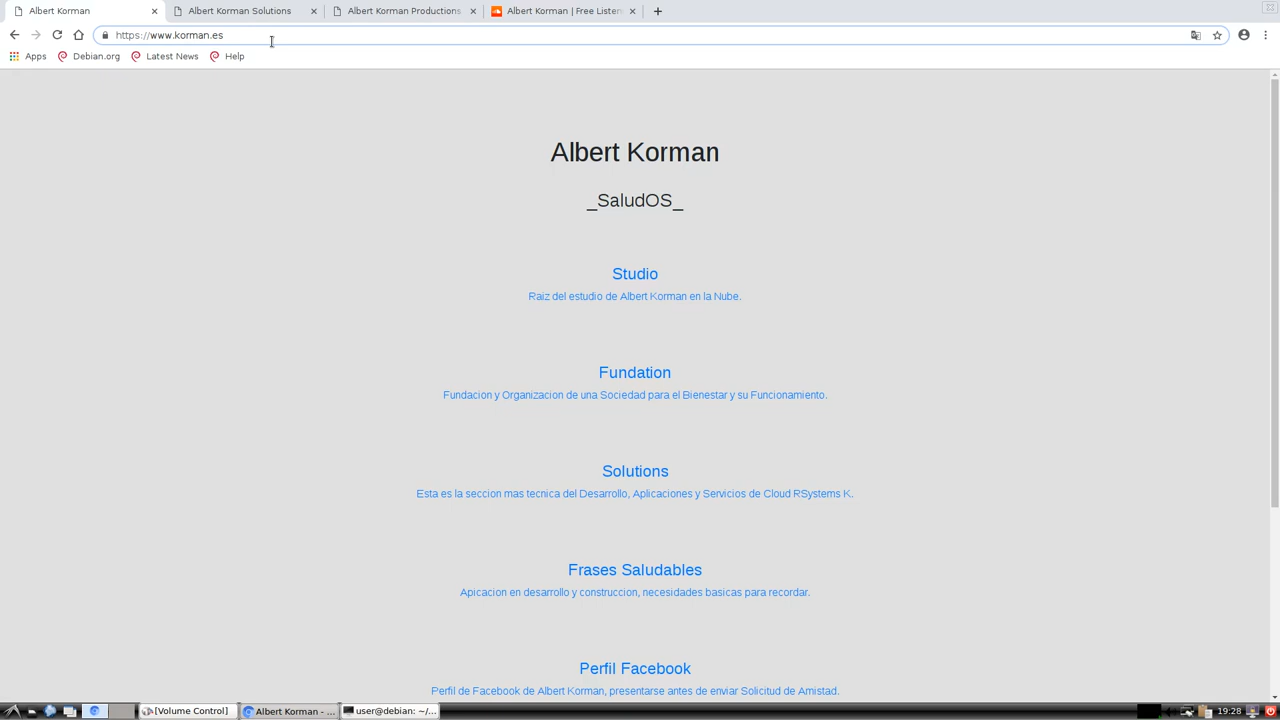 Albert Korman
Albert Korman Solutions
Albert Korman Productions
Albert Korman | Free Listen
https://www.korman.es
Apps
Debian.org
Latest News
Help
Albert Korman
_SaludOS_
Studio
Raiz del estudio de Albert Korman en la Nube.
Fundation
Fundacion y Organizacion de una Sociedad para el Bienestar y su Funcionamiento.
Solutions
Esta es la seccion mas tecnica del Desarrollo, Aplicaciones y Servicios de Cloud RSystems K.
Frases Saludables
Apicacion en desarrollo y construccion, necesidades basicas para recordar.
Perfil Facebook
Perfil de Facebook de Albert Korman, presentarse antes de enviar Solicitud de Amistad.
[Volume Control]
Albert Korman - ...
user@debian: ~/...
19:28